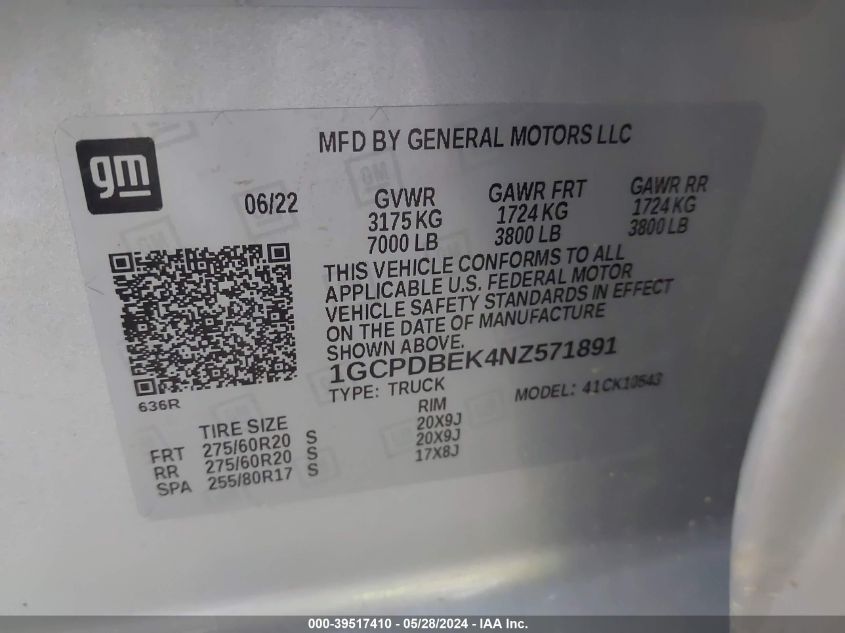 gm
MFD BY GENERAL MOTORS LLC
06/22
GVWR
3175 KG
7000 LB
GAWR FRT
1724 KG
3800 LB
GAWR RR
1724 KG
3800 LB
THIS VEHICLE CONFORMS TO ALL
APPLICABLE U.S. FEDERAL MOTOR
VEHICLE SAFETY STANDARDS IN EFFECT
ON THE DATE OF MANUFACTURE
SHOWN ABOVE.
1GCPDBEK4NZ571891
TYPE: TRUCK
MODEL: 41CK10543
636R
TIRE SIZE RIM
FRT 275/60R20 S 20X9J
RR 275/60R20 S 20X9J
SPA 255/80R17 S 17X8J
000-39517410 - 05/28/2024 - IAA Inc.